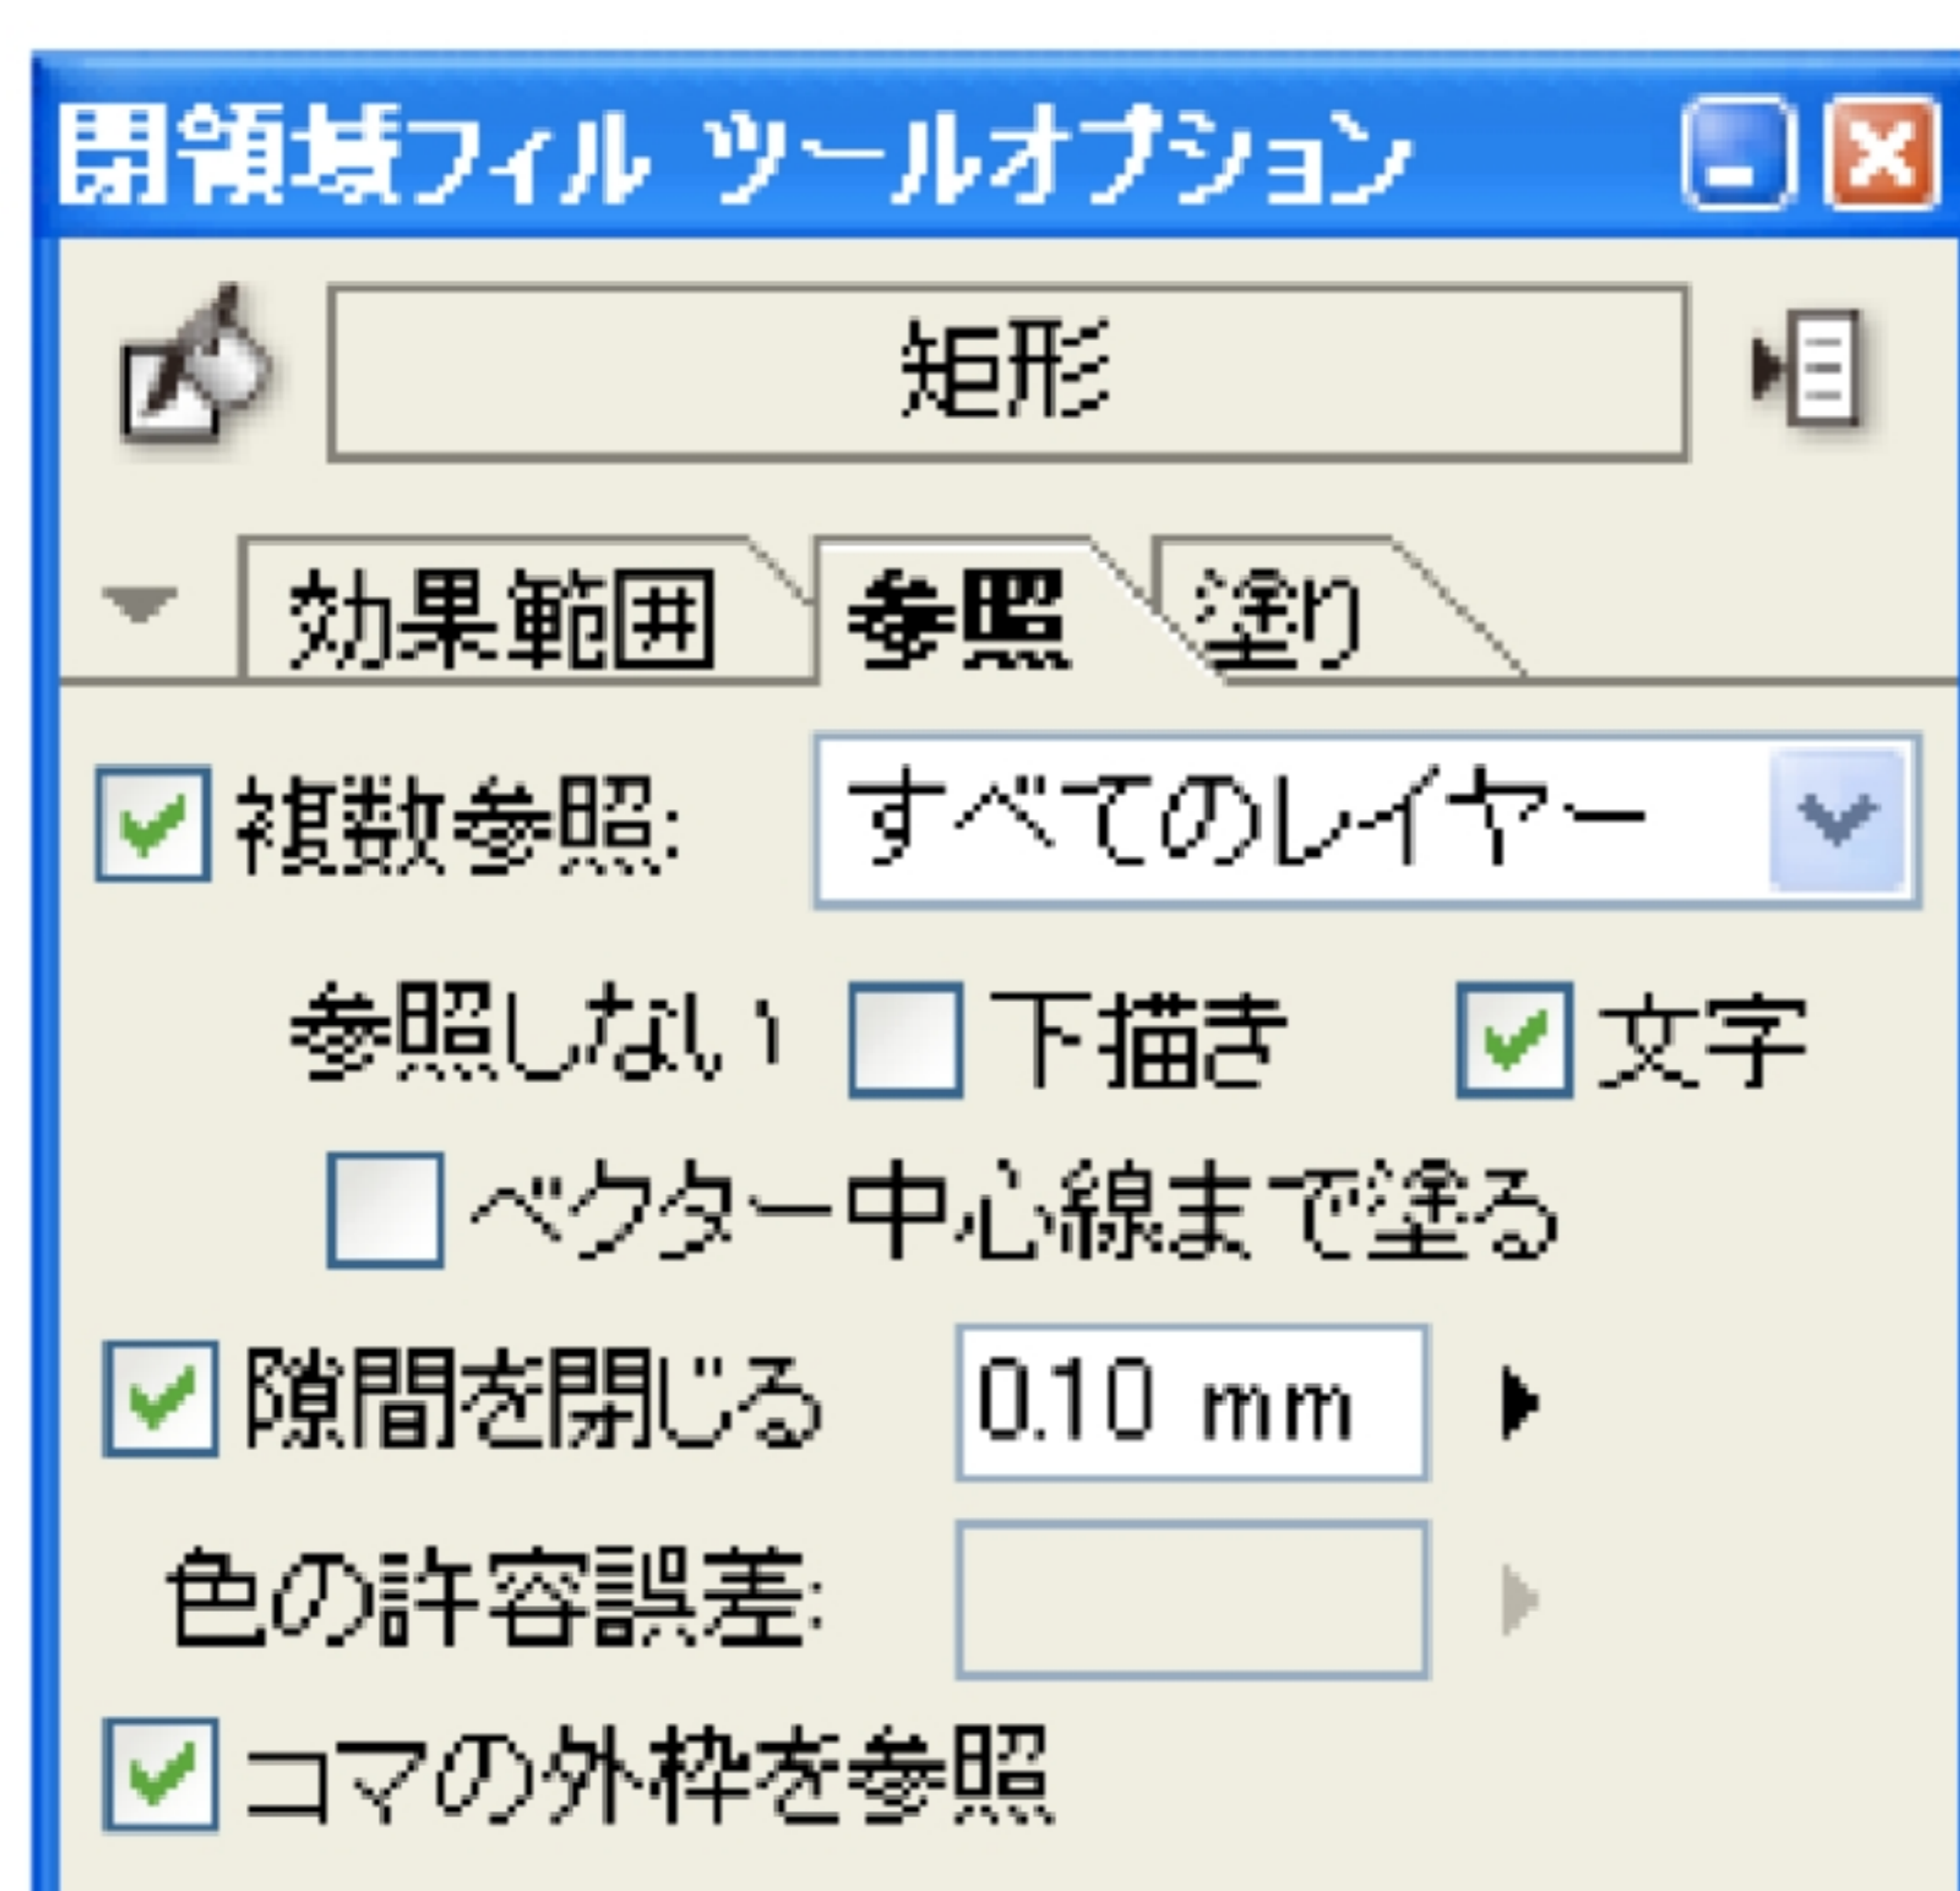 閉領域フィル ツールオプション
矩形
効果範囲 参照 塗り
複数参照: すべてのレイヤー
参照しない 下描き 文字
ベクター中心線まで塗る
隙間を閉じる 0.10 mm
色の許容誤差:
コマの外枠を参照